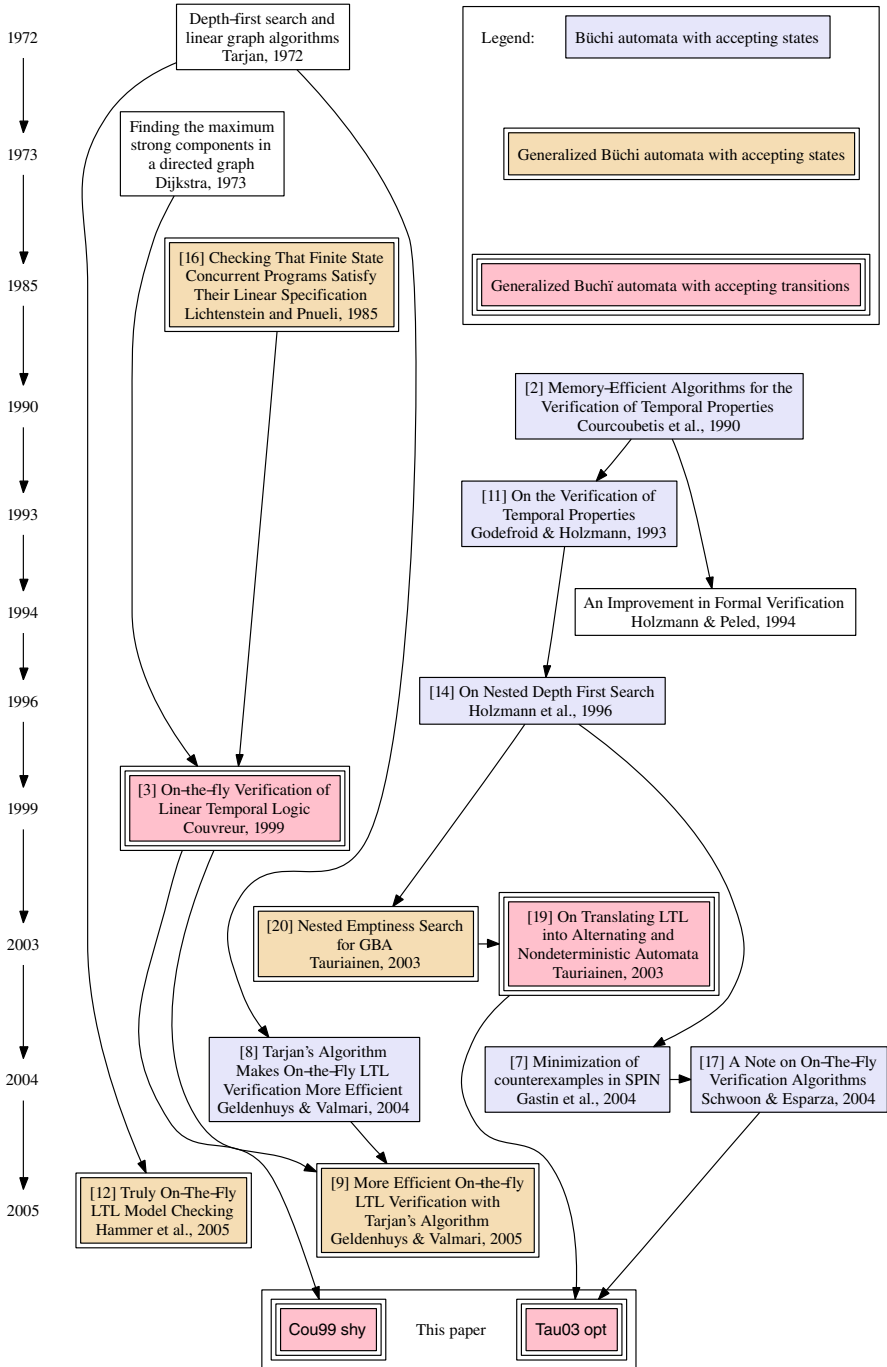 1972
Depth-first search and
linear graph algorithms
Tarjan, 1972
Legend:
Büchi automata with accepting states
1973
Finding the maximum
strong components in
a directed graph
Dijkstra, 1973
Generalized Büchi automata with accepting states
1985
[16] Checking That Finite State
Concurrent Programs Satisfy
Their Linear Specification
Lichtenstein and Pnueli, 1985
Generalized Buchï automata with accepting transitions
1990
[2] Memory-Efficient Algorithms for the
Verification of Temporal Properties
Courcoubetis et al., 1990
1993
[11] On the Verification of
Temporal Properties
Godefroid & Holzmann, 1993
1994
An Improvement in Formal Verification
Holzmann & Peled, 1994
1996
[14] On Nested Depth First Search
Holzmann et al., 1996
1999
[3] On-the-fly Verification of
Linear Temporal Logic
Couvreur, 1999
2003
[20] Nested Emptiness Search
for GBA
Tauriainen, 2003
[19] On Translating LTL
into Alternating and
Nondeterministic Automata
Tauriainen, 2003
2004
[8] Tarjan's Algorithm
Makes On-the-Fly LTL
Verification More Efficient
Geldenhuys & Valmari, 2004
[7] Minimization of
counterexamples in SPIN
Gastin et al., 2004
[17] A Note on On-The-Fly
Verification Algorithms
Schwoon & Esparza, 2004
2005
[12] Truly On-The-Fly
LTL Model Checking
Hammer et al., 2005
[9] More Efficient On-the-fly
LTL Verification with
Tarjan's Algorithm
Geldenhuys & Valmari, 2005
Cou99 shy
This paper
Tau03 opt